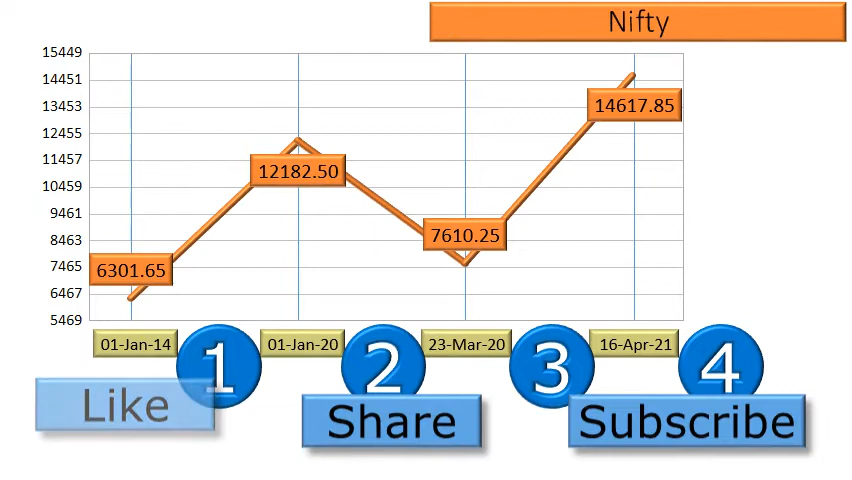 Nifty
15449
14451
13453
12455
11457
10459
9461
8463
7465
6467
5469
14617.85
12182.50
7610.25
6301.65
01-Jan-14
01-Jan-20
23-Mar-20
16-Apr-21
1
2
3
4
Like
Share
Subscribe